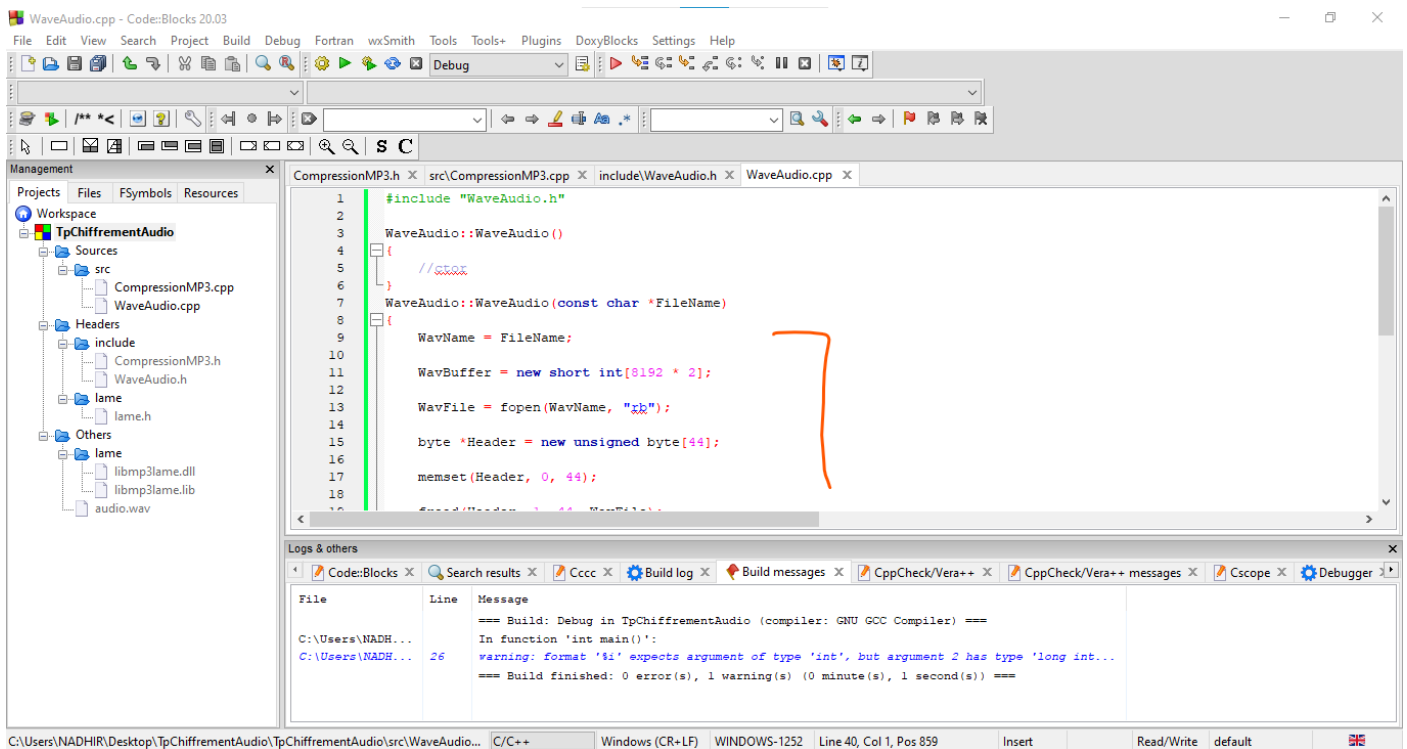 WaveAudio.cpp - Code::Blocks 20.03
File Edit View Search Project Build Debug Fortran wxSmith Tools Tools+ Plugins DoxyBlocks Settings Help
Debug
/** *<
S C
Management
Projects Files FSymbols Resources
Workspace
TpChiffrementAudio
Sources
src
CompressionMP3.cpp
WaveAudio.cpp
Headers
include
CompressionMP3.h
WaveAudio.h
lame
lame.h
Others
lame
libmp3lame.dll
libmp3lame.lib
audio.wav
CompressionMP3.h src\CompressionMP3.cpp include\WaveAudio.h WaveAudio.cpp
1 #include "WaveAudio.h"
2
3 WaveAudio::WaveAudio()
4 {
5 //ctor
6 }
7 WaveAudio::WaveAudio(const char *FileName)
8 {
9 WavName = FileName;
10
11 WavBuffer = new short int[8192 * 2];
12
13 WavFile = fopen(WavName, "rb");
14
15 byte *Header = new unsigned byte[44];
16
17 memset(Header, 0, 44);
18
Logs & others
Code::Blocks Search results Cccc Build log Build messages CppCheck/Vera++ CppCheck/Vera++ messages Cscope Debugger
File Line Message
=== Build: Debug in TpChiffrementAudio (compiler: GNU GCC Compiler) ===
C:\Users\NADH... In function 'int main()':
C:\Users\NADH... 26 warning: format '%i' expects argument of type 'int', but argument 2 has type 'long int...
=== Build finished: 0 error(s), 1 warning(s) (0 minute(s), 1 second(s)) ===
C:\Users\NADHIR\Desktop\TpChiffrementAudio\TpChiffrementAudio\src\WaveAudio... C/C++ Windows (CR+LF) WINDOWS-1252 Line 40, Col 1, Pos 859 Insert Read/Write default